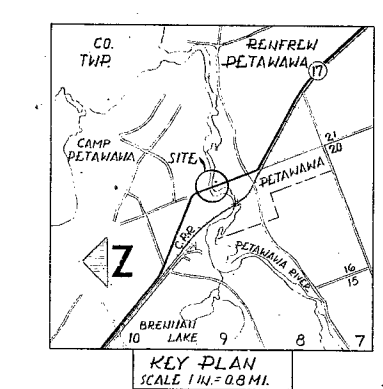 CO.
RENFREW
TWP.
PETAWAWA
17
CAMP
PETAWAWA
SITE
21
20
PETAWAWA
C.P.R.
Z
PETAWAWA RIVER
16
15
BRENNAN
LAKE
10 9 8 7
KEY PLAN
SCALE 1 IN. = 0.8 MI.